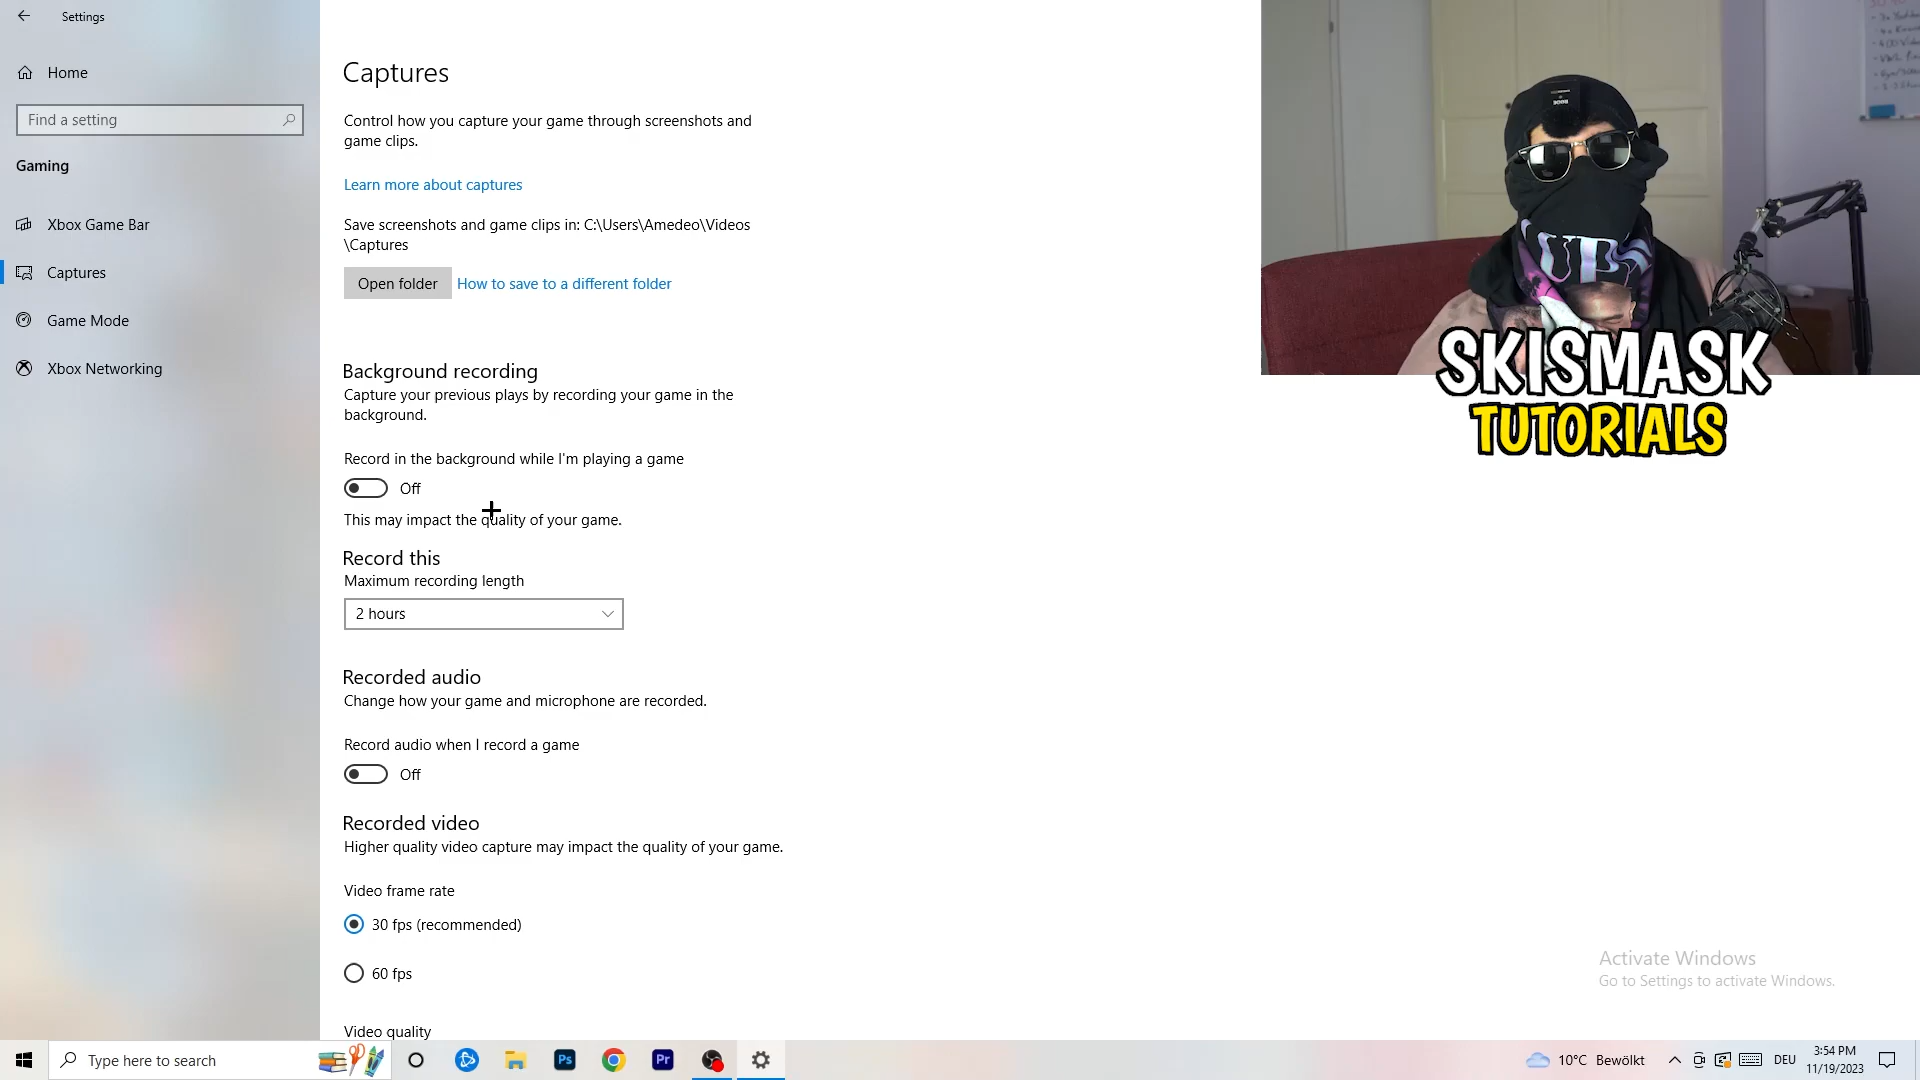 Settings
Home
Find a setting
Gaming
Xbox Game Bar
Captures
Game Mode
Xbox Networking
Captures
Control how you capture your game through screenshots and
game clips.
Learn more about captures
Save screenshots and game clips in: C:\Users\Amedeo\Videos
\Captures
Open folder
How to save to a different folder
Background recording
Capture your previous plays by recording your game in the
background.
Record in the background while I'm playing a game
Off
This may impact the quality of your game.
Record this
Maximum recording length
2 hours
Recorded audio
Change how your game and microphone are recorded.
Record audio when I record a game
Off
Recorded video
Higher quality video capture may impact the quality of your game.
Video frame rate
30 fps (recommended)
60 fps
Video quality
SKISMASK
TUTORIALS
Activate Windows
Go to Settings to activate Windows.
Type here to search
Ps
Pr
10°C Bewölkt
DEU
3:54 PM
11/19/2023